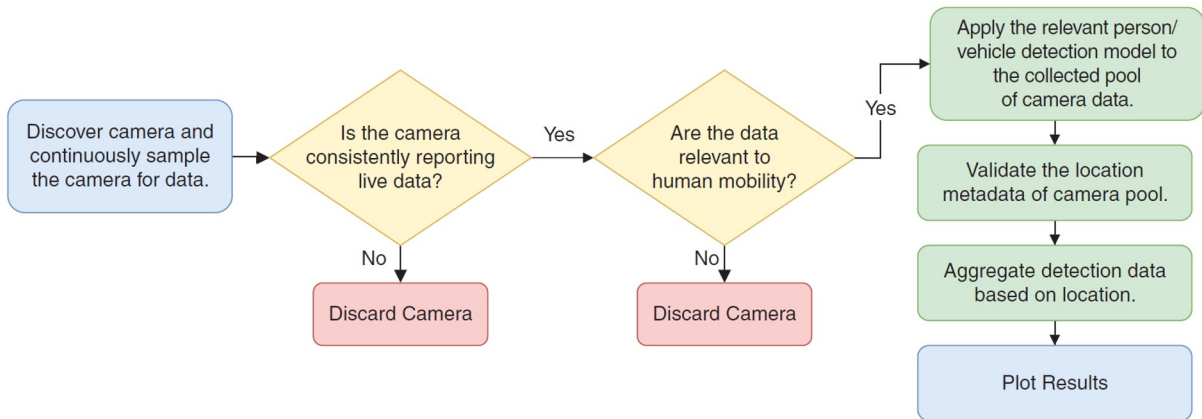 Discover camera and
continuously sample
the camera for data.
Is the camera
consistently reporting
live data?
Yes
No
Discard Camera
Are the data
relevant to
human mobility?
Yes
No
Discard Camera
Apply the relevant person/
vehicle detection model to
the collected pool
of camera data.
Validate the location
metadata of camera pool.
Aggregate detection data
based on location.
Plot Results